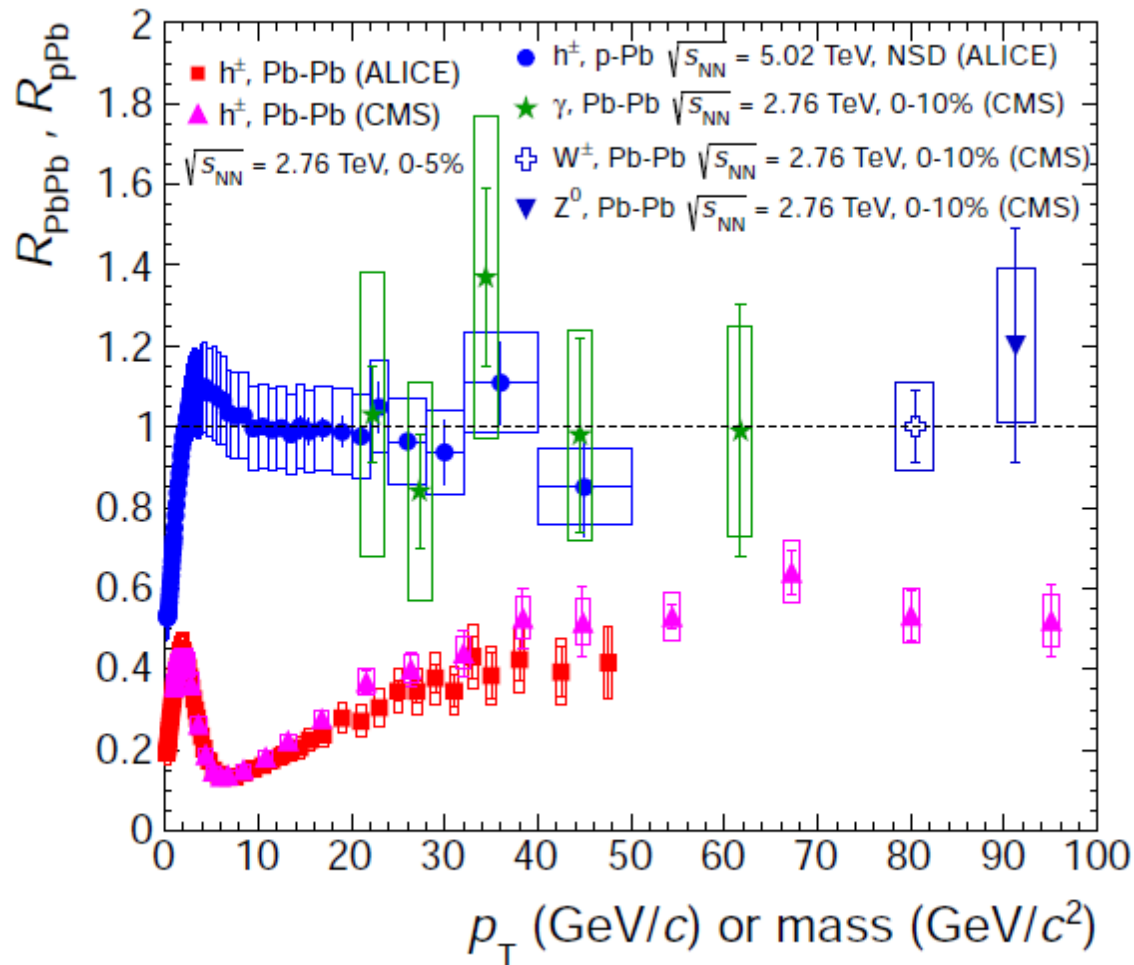 R_PbPb , R_pPb
2
1.8
1.6
1.4
1.2
1
0.8
0.6
0.4
0.2
0
h±, Pb-Pb (ALICE)
h±, Pb-Pb (CMS)
√s_NN = 2.76 TeV, 0-5%
h±, p-Pb √s_NN = 5.02 TeV, NSD (ALICE)
γ, Pb-Pb √s_NN = 2.76 TeV, 0-10% (CMS)
W±, Pb-Pb √s_NN = 2.76 TeV, 0-10% (CMS)
Z⁰, Pb-Pb √s_NN = 2.76 TeV, 0-10% (CMS)
0 10 20 30 40 50 60 70 80 90 100
p_T (GeV/c) or mass (GeV/c²)